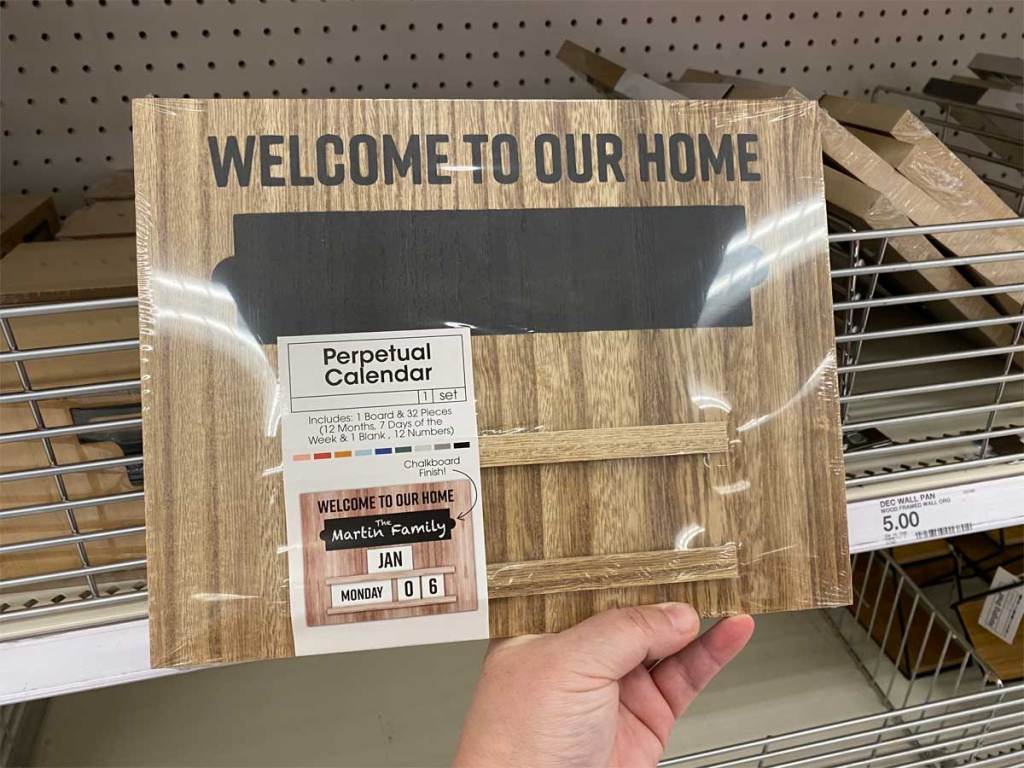 WELCOME TO OUR HOME
Perpetual
Calendar
1 set
Includes: 1 Board & 32 Pieces
(12 Months, 7 Days of the
Week & 1 Blank, 12 Numbers)
Chalkboard
Finish!
WELCOME TO OUR HOME
The
Martin Family
JAN
MONDAY 0 6
DEC WALL PAN
WOOD FRAMED WALL ORG
5.00